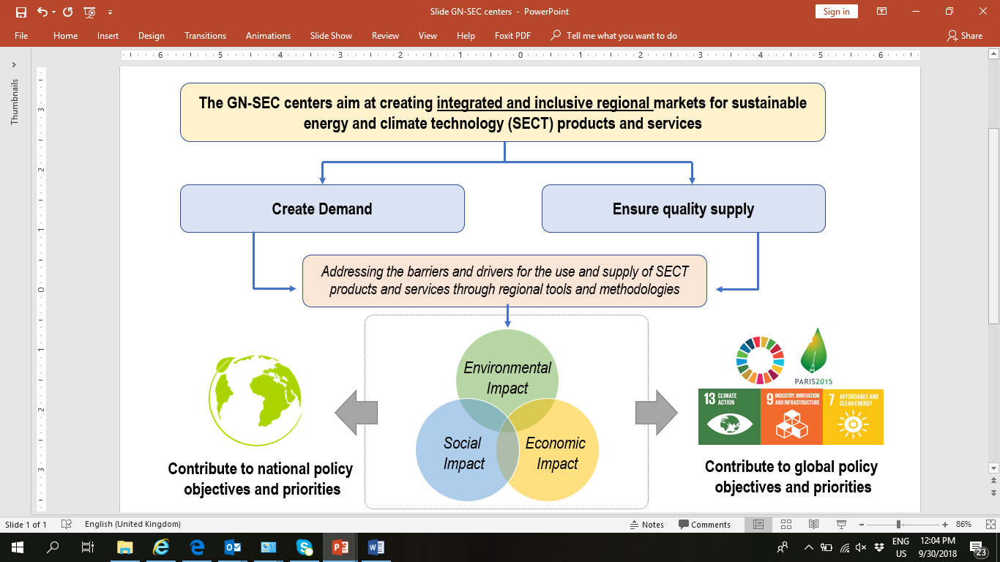 Slide GN-SEC centers - PowerPoint
Sign in
File Home Insert Design Transitions Animations Slide Show Review View Help Foxit PDF Tell me what you want to do Share
6 5 4 3 2 1 0 1 2 3 4 5 6
Thumbnails
3
2
1
0
1
2
3
The GN-SEC centers aim at creating integrated and inclusive regional markets for sustainable
energy and climate technology (SECT) products and services
Create Demand
Ensure quality supply
Addressing the barriers and drivers for the use and supply of SECT
products and services through regional tools and methodologies
Environmental
Impact
Social
Impact
Economic
Impact
Contribute to national policy
objectives and priorities
PARIS2015
13 CLIMATE
ACTION
9 INDUSTRY, INNOVATION
AND INFRASTRUCTURE
7 AFFORDABLE AND
CLEAN ENERGY
Contribute to global policy
objectives and priorities
Slide 1 of 1 English (United Kingdom) Notes Comments 86%
ENG
US
12:04 PM
9/30/2018
23